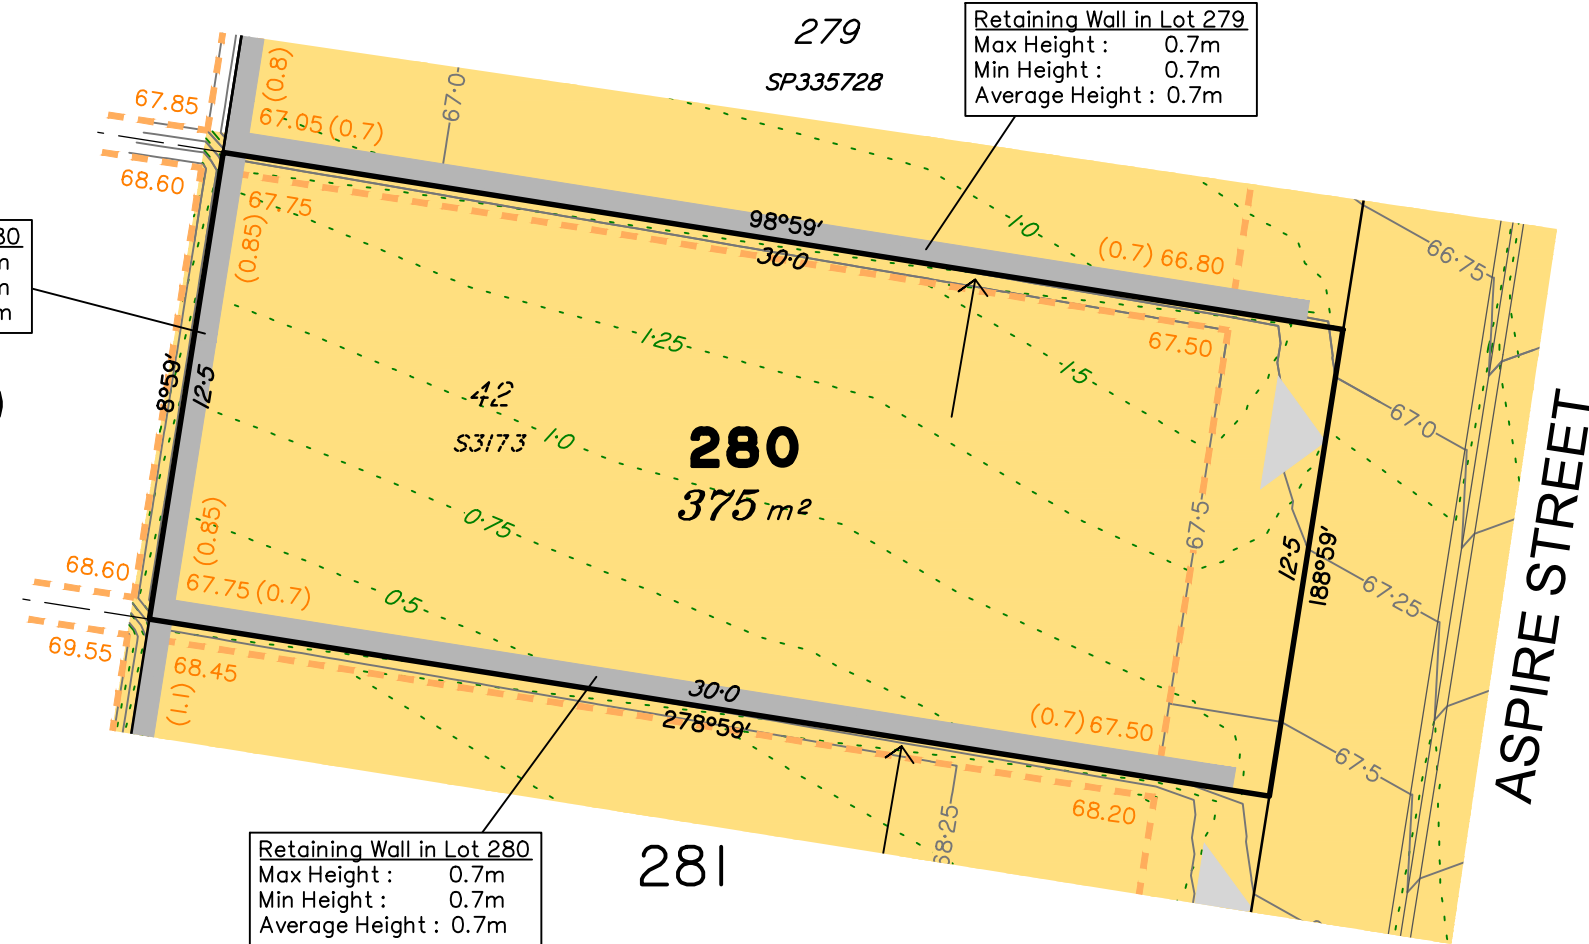 279
SP335728
Retaining Wall in Lot 279
Max Height : 0.7m
Min Height : 0.7m
Average Height : 0.7m
(0.8)
67.85
67.05 (0.7)
67·0
68.60
67.75
(0.85)
98°59'
30·0
1·0
(0.7) 66.80
66·75
80
m
m
m
1·25
67.50
1·5
8°59'
12·5
42
S3173
1·0
280
375 m²
67·0
0·75
67·5
12·5
188°59'
67·25
ASPIRE STREET
(0.85)
68.60
67.75 (0.7)
0·5
69.55
68.45
(1.1)
30·0
278°59'
(0.7) 67.50
67·5
68.20
68·25
281
Retaining Wall in Lot 280
Max Height : 0.7m
Min Height : 0.7m
Average Height : 0.7m